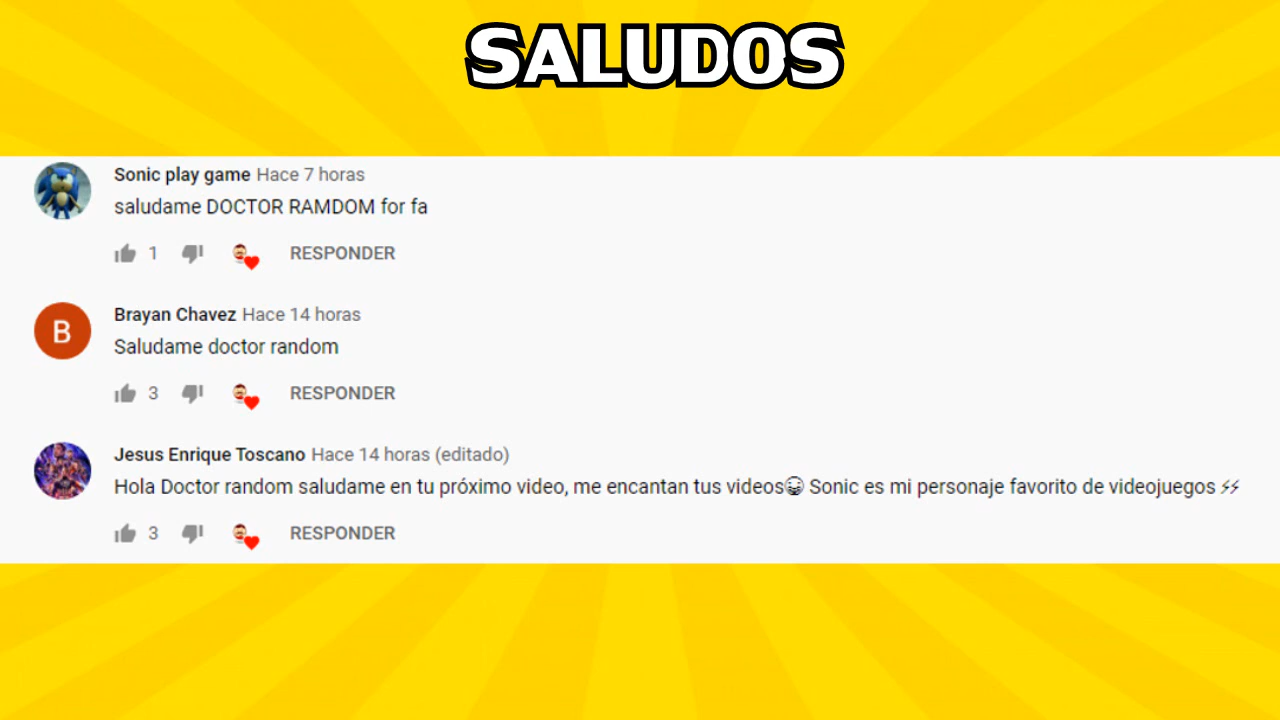 SALUDOS
Sonic play game Hace 7 horas
saludame DOCTOR RAMDOM for fa
1 RESPONDER
B
Brayan Chavez Hace 14 horas
Saludame doctor random
3 RESPONDER
Jesus Enrique Toscano Hace 14 horas (editado)
Hola Doctor random saludame en tu próximo video, me encantan tus videos😀 Sonic es mi personaje favorito de videojuegos ⚡⚡
3 RESPONDER